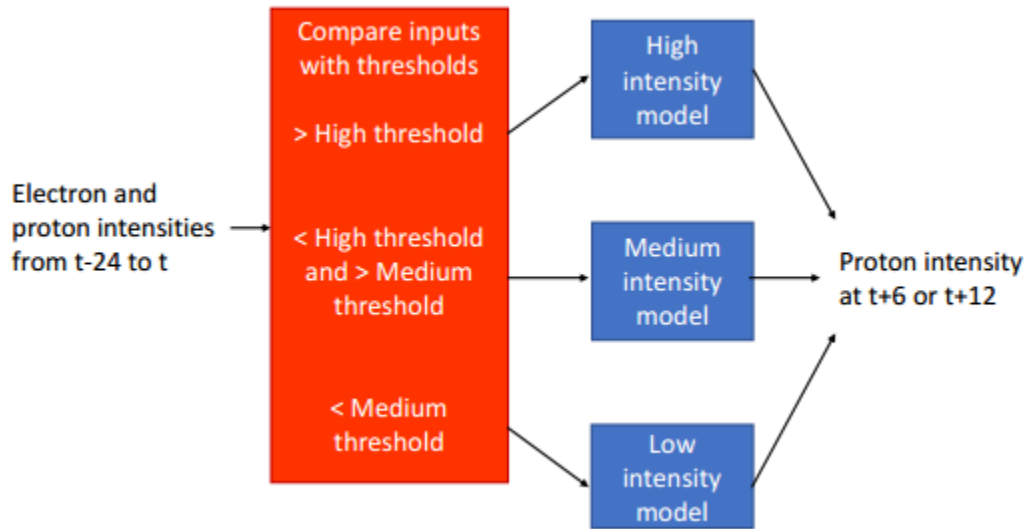 Electron and
proton intensities
from t-24 to t
Compare inputs
with thresholds
> High threshold
< High threshold
and > Medium
threshold
< Medium
threshold
High
intensity
model
Medium
intensity
model
Low
intensity
model
Proton intensity
at t+6 or t+12